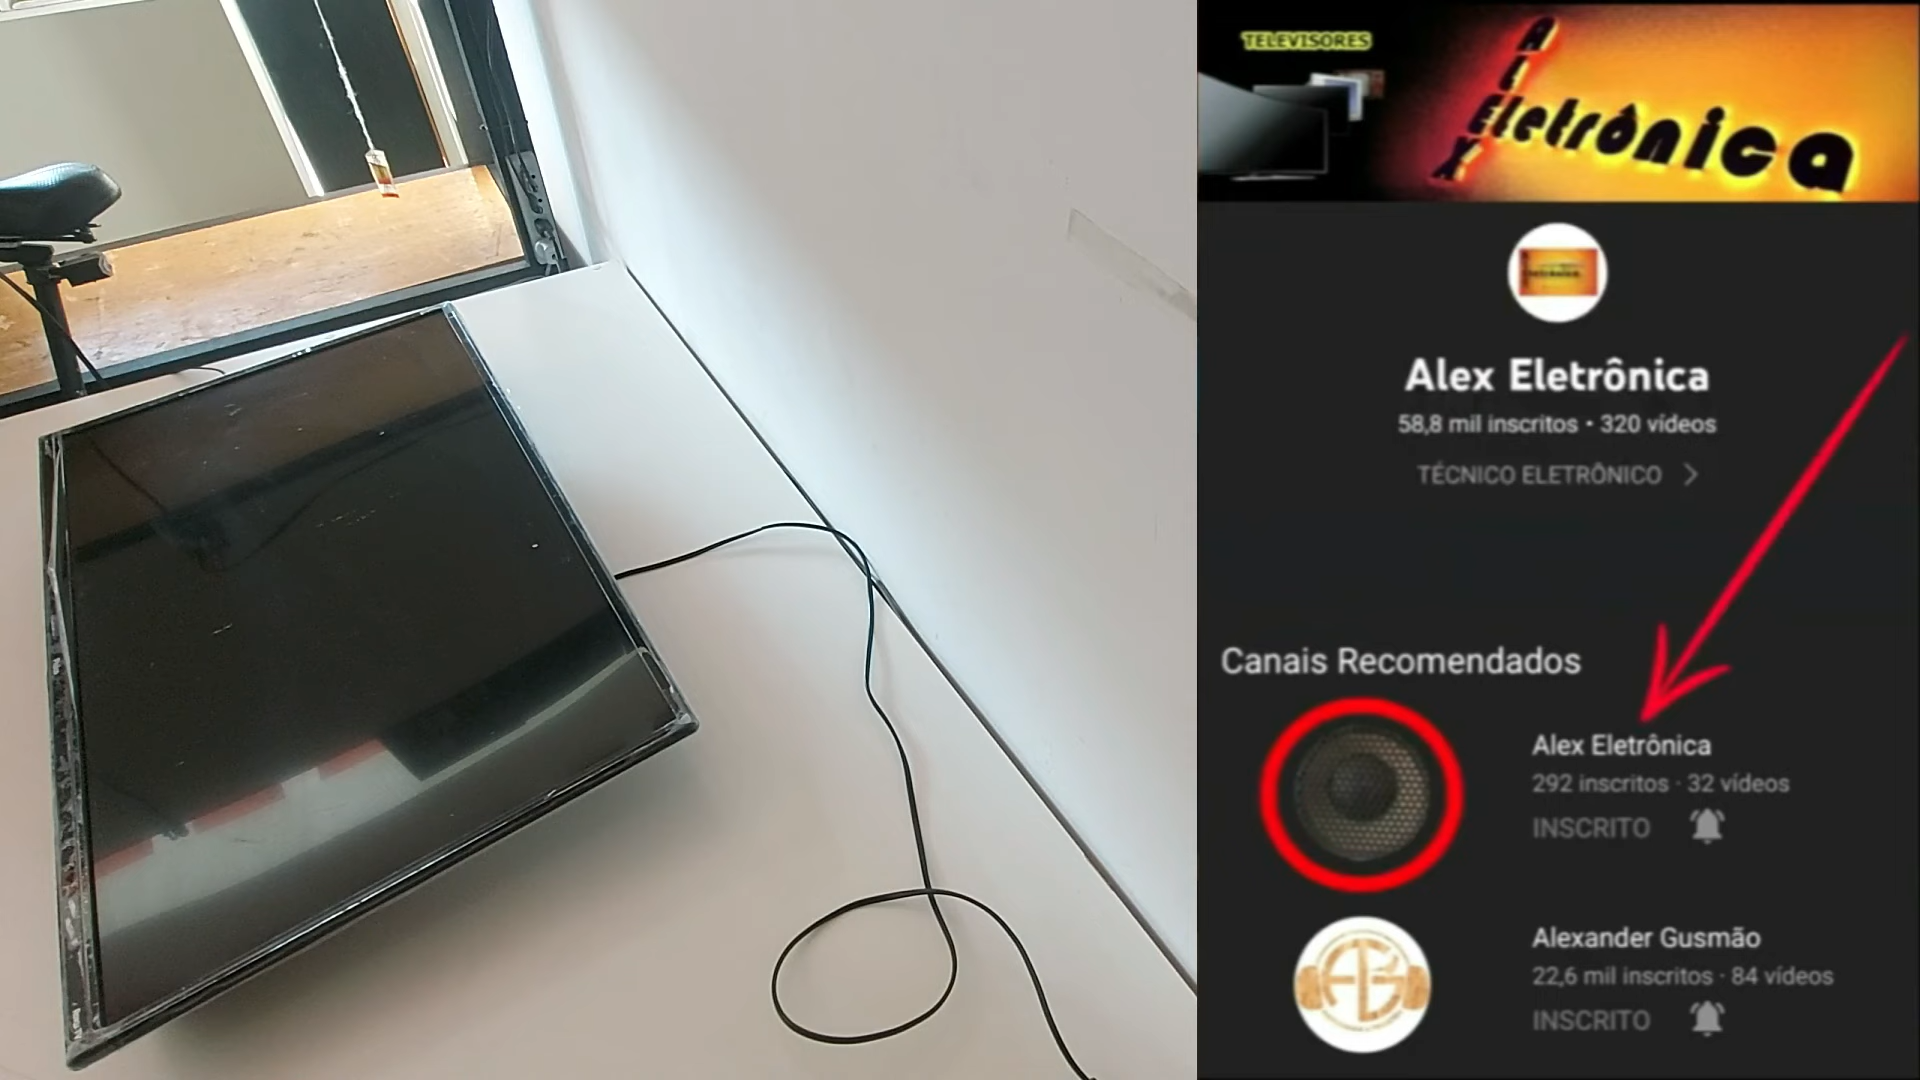 TELEVISORES
ALEX
Eletrônica
Alex Eletrônica
58,8 mil inscritos • 320 vídeos
TÉCNICO ELETRÔNICO
Canais Recomendados
Alex Eletrônica
292 inscritos · 32 vídeos
INSCRITO
Alexander Gusmão
22,6 mil inscritos · 84 vídeos
INSCRITO